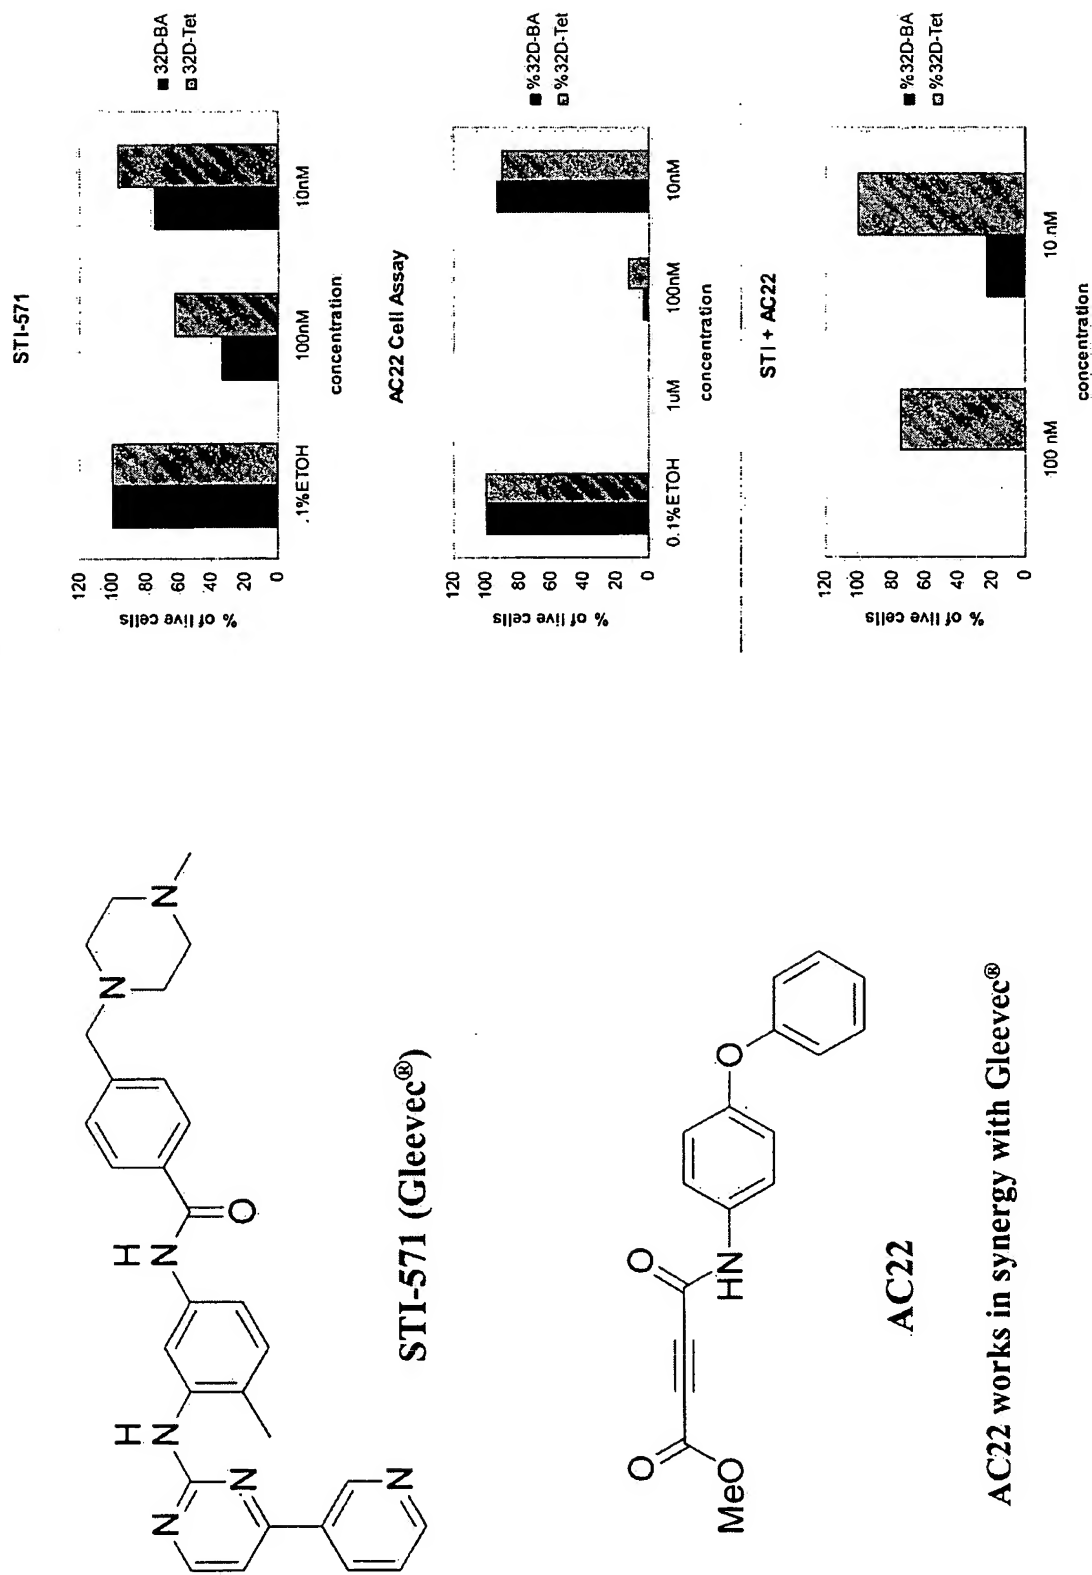 STI-571 (Gleevec®)
N
N
N
N
H
N
H
N
O
N
N
AC22
MeO
O
O
HN
O
AC22 works in synergy with Gleevec®
STI-571
% of live cells
120
100
80
60
40
20
0
.1%ETOH
100nM
10nM
concentration
32D-BA
32D-Tet
AC22 Cell Assay
% of live cells
120
100
80
60
40
20
0
0.1%ETOH
1uM
100nM
10nM
concentration
%32D-BA
%32D-Tet
STI + AC22
% of live cells
120
100
80
60
40
20
0
100 nM
10 nM
concentration
%32D-BA
%32D-Tet